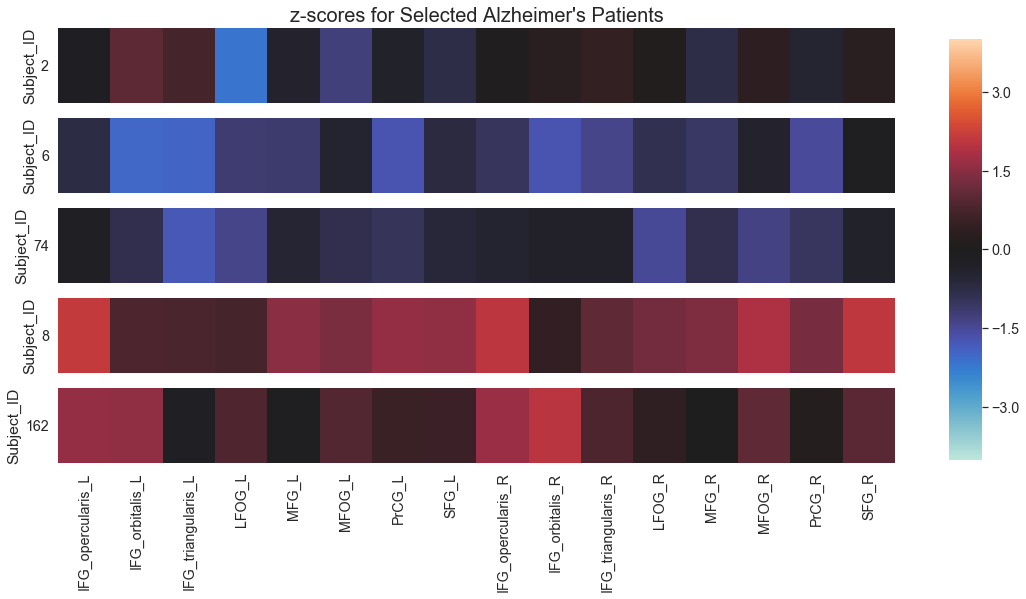 z-scores for Selected Alzheimer's Patients
Subject_ID
2
Subject_ID
6
Subject_ID
74
Subject_ID
8
Subject_ID
162
IFG_opercularis_L
IFG_orbitalis_L
IFG_triangularis_L
LFOG_L
MFG_L
MFOG_L
PrCG_L
SFG_L
IFG_opercularis_R
IFG_orbitalis_R
IFG_triangularis_R
LFOG_R
MFG_R
MFOG_R
PrCG_R
SFG_R
3.0
1.5
0.0
−1.5
−3.0